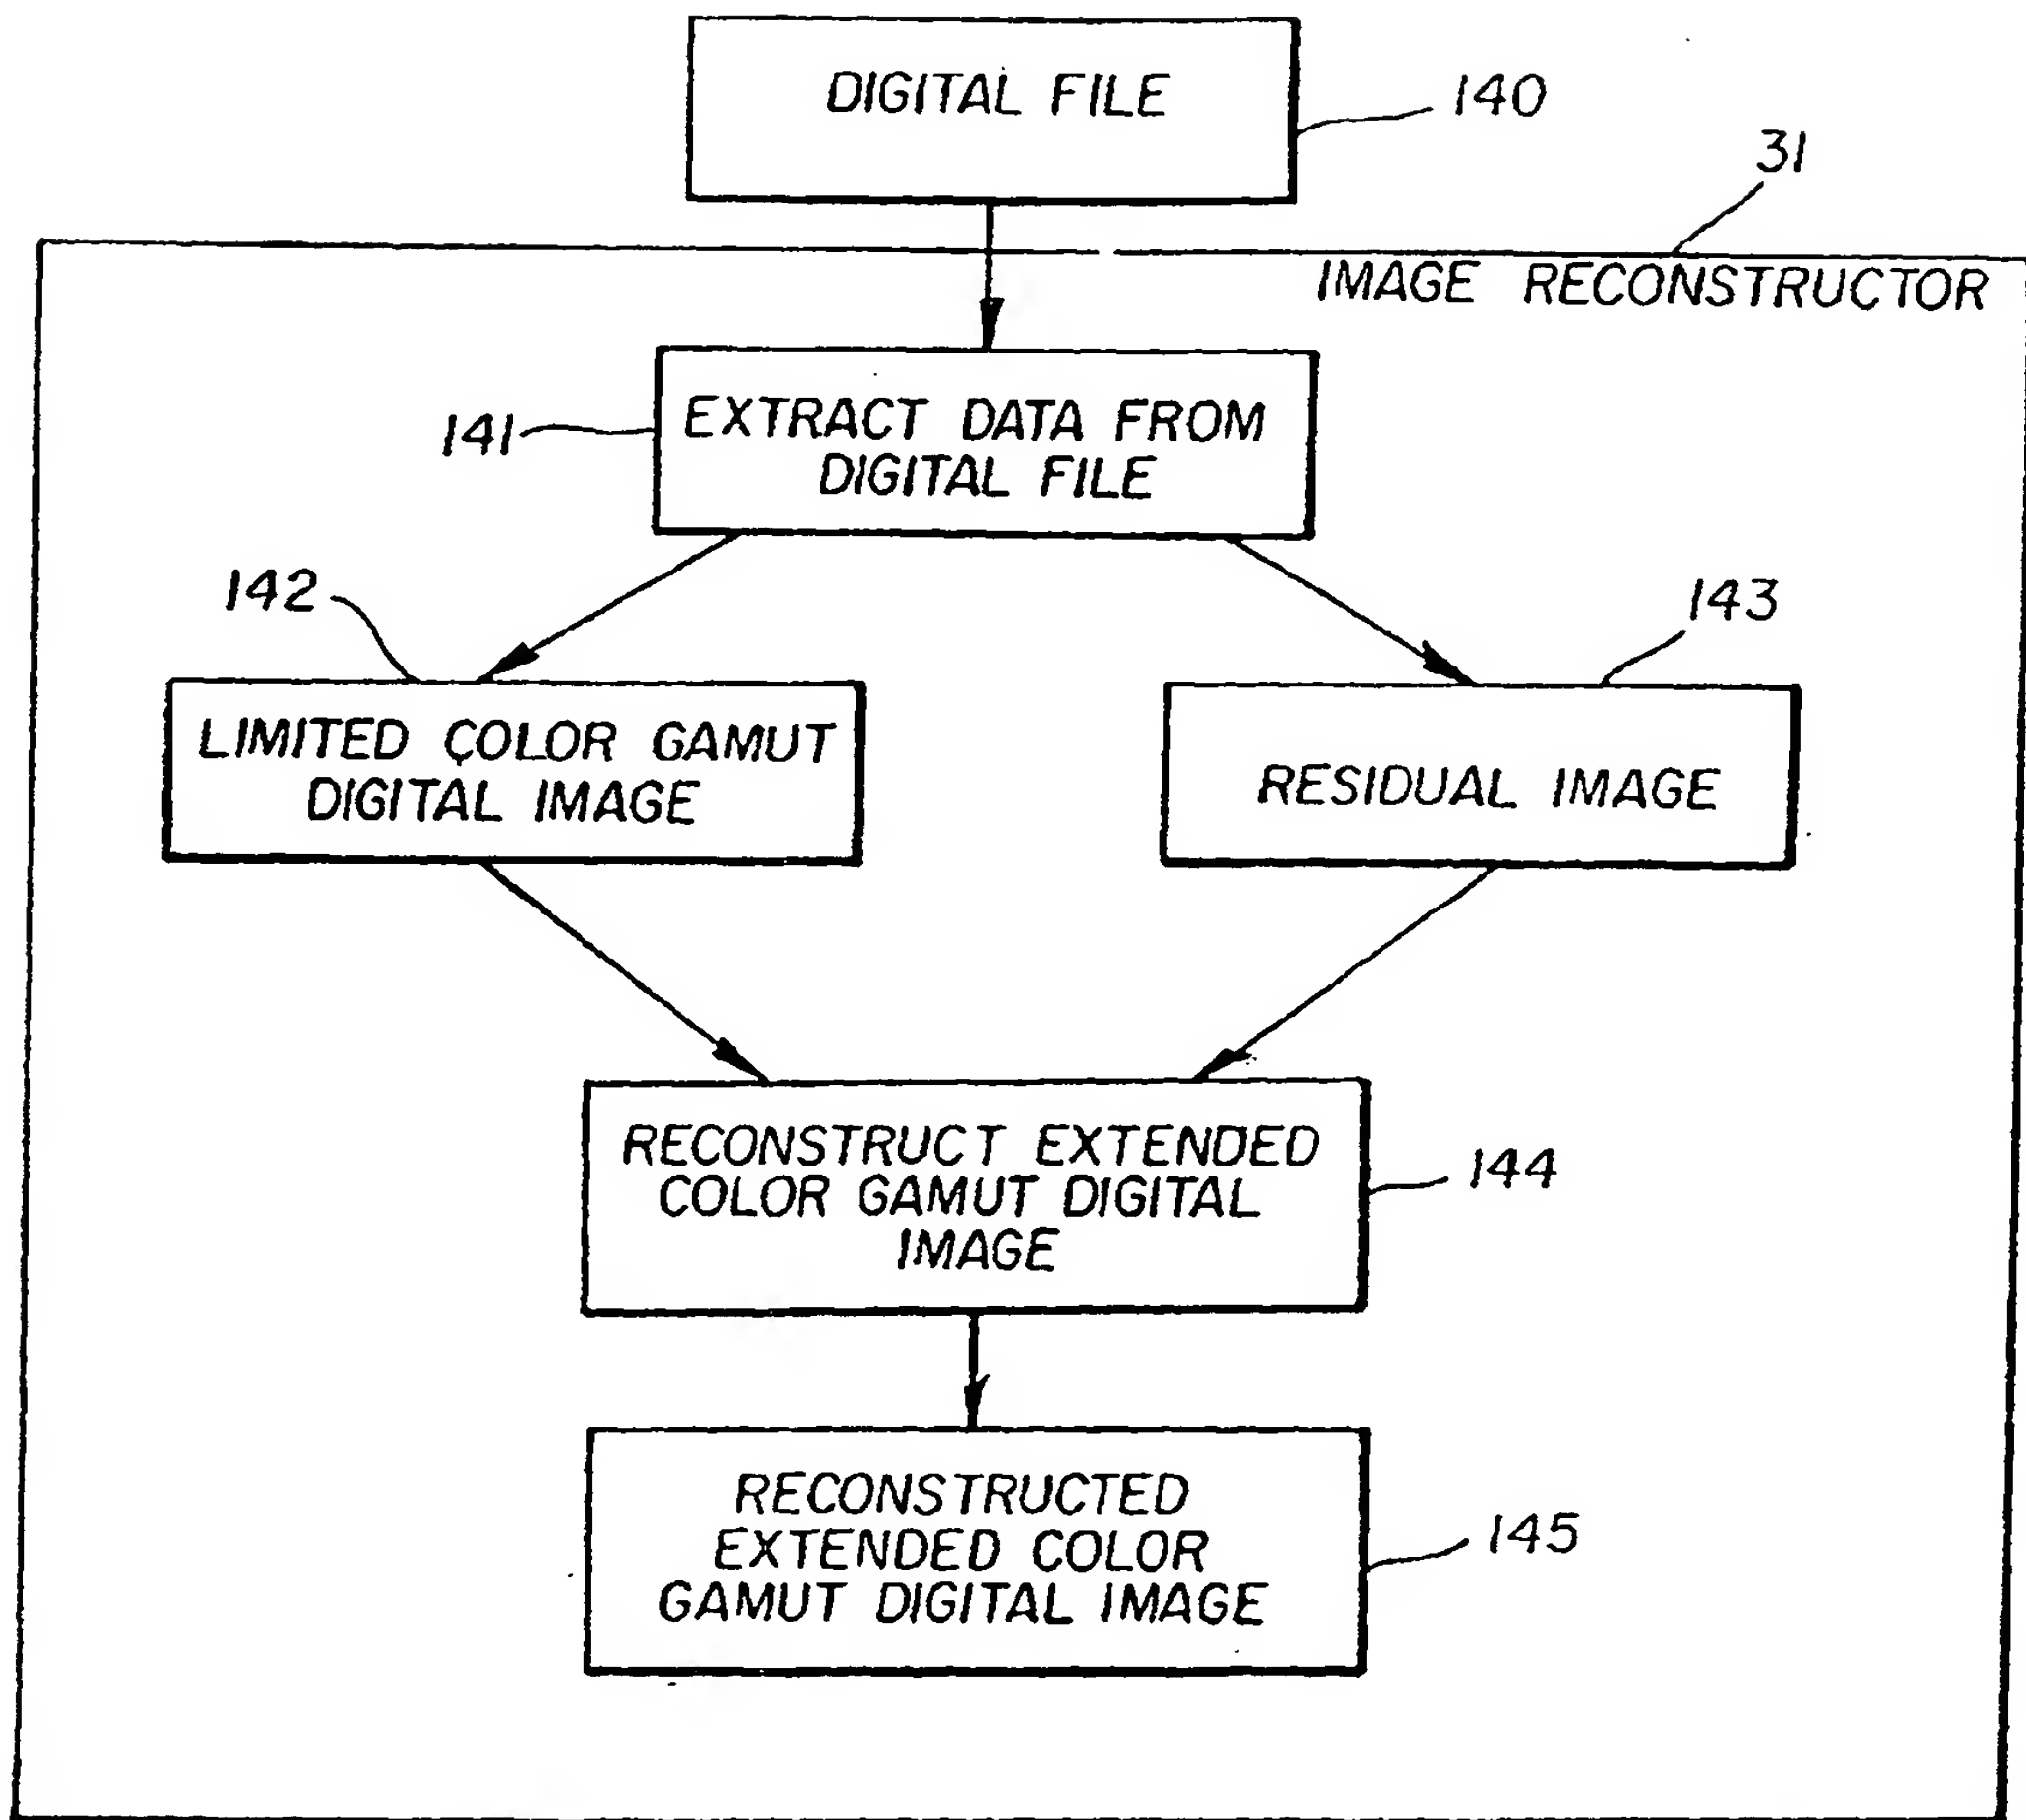 DIGITAL FILE
140
31
IMAGE RECONSTRUCTOR
141
EXTRACT DATA FROM
DIGITAL FILE
142
143
LIMITED COLOR GAMUT
DIGITAL IMAGE
RESIDUAL IMAGE
RECONSTRUCT EXTENDED
COLOR GAMUT DIGITAL
IMAGE
144
RECONSTRUCTED
EXTENDED COLOR
GAMUT DIGITAL IMAGE
145